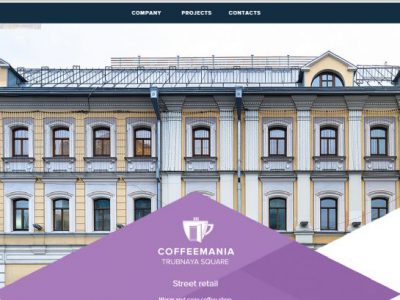 COMPANY PROJECTS CONTACTS
COFFEEMANIA
TRUBNAYA SQUARE
Street retail